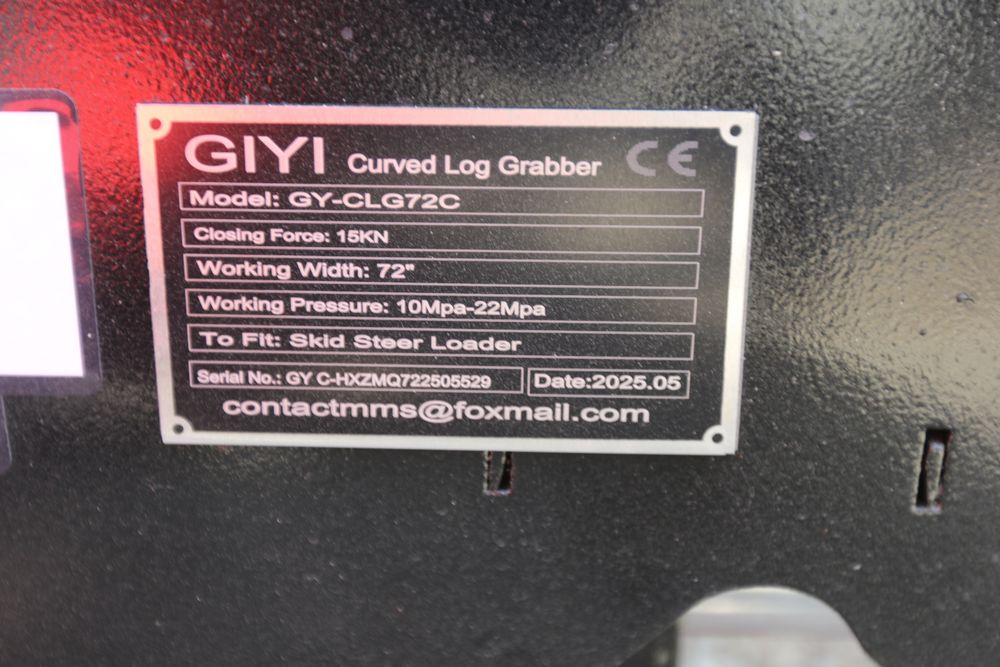 GIYI Curved Log Grabber CE
Model: GY-CLG72C
Closing Force: 15KN
Working Width: 72"
Working Pressure: 10Mpa-22Mpa
To Fit: Skid Steer Loader
Serial No.: GY C-HXZMQ722505529 Date:2025.05
contactmms@foxmail.com